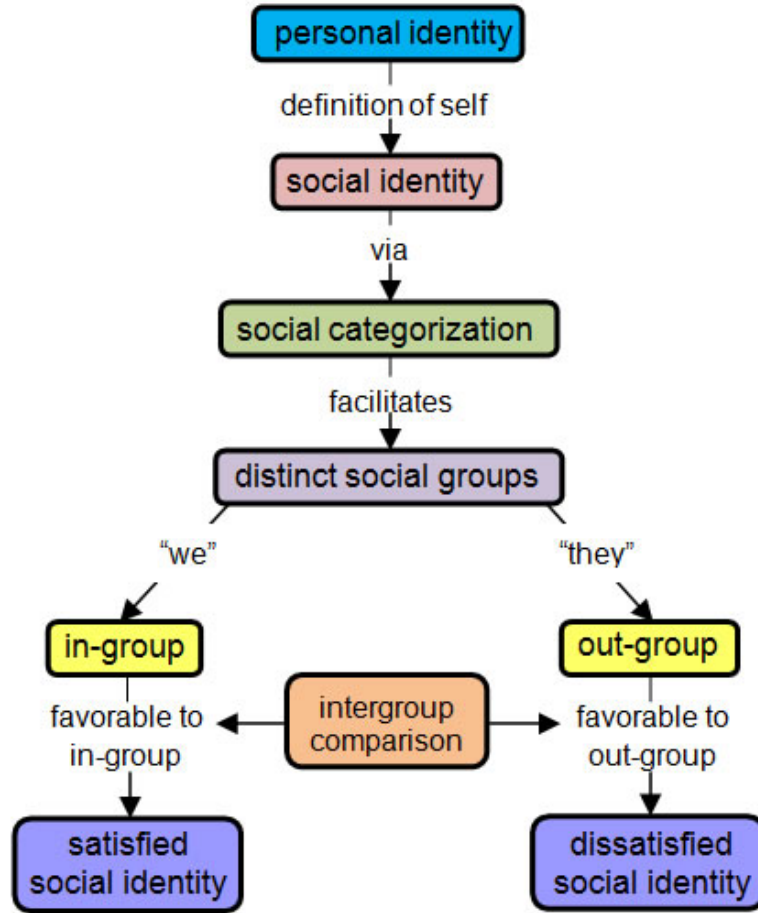 personal identity
definition of self
social identity
via
social categorization
facilitates
distinct social groups
“we”
“they”
in-group
out-group
favorable to
in-group
intergroup
comparison
favorable to
out-group
satisfied
social identity
dissatisfied
social identity